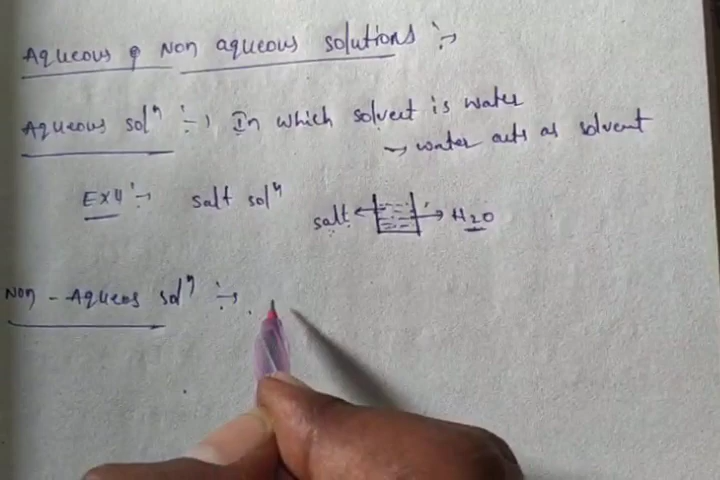 Aqueous & Non aqueous solutions :→
Aqueous solⁿ :→ In which solvent is water
→ water acts as solvent
Ex :→ salt solⁿ
salt ← → H2O
Non - Aqueos solⁿ :→